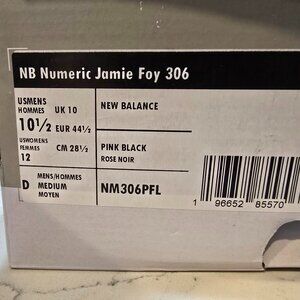 NB Numeric Jamie Foy 306
USMENS
HOMMES
10½
UK 10
EUR 44½
USWOMENS
FEMMES
12
CM 28½
NEW BALANCE
PINK BLACK
ROSE NOIR
D
MENS/HOMMES
MEDIUM
MOYEN
NM306PFL
1 96652 85570